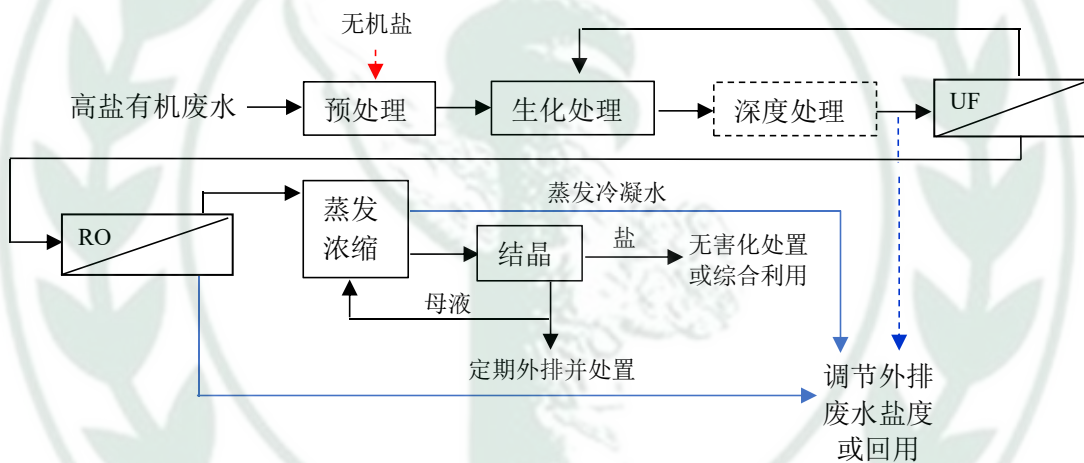 无机盐
高盐有机废水
预处理
生化处理
深度处理
UF
RO
蒸发
浓缩
蒸发冷凝水
结晶
盐
无害化处置
或综合利用
母液
定期外排并处置
调节外排
废水盐度
或回用